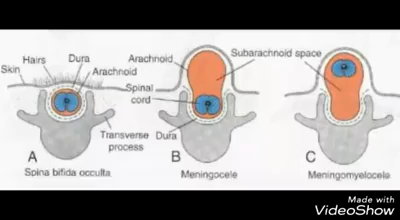 Hairs
Dura
Skin
Arachnoid
Transverse process
A
Spina bifida occulta
Arachnoid
Subarachnoid space
Spinal cord
Dura
B
Meningocele
C
Meningomyelocele
Made with
VideoShow